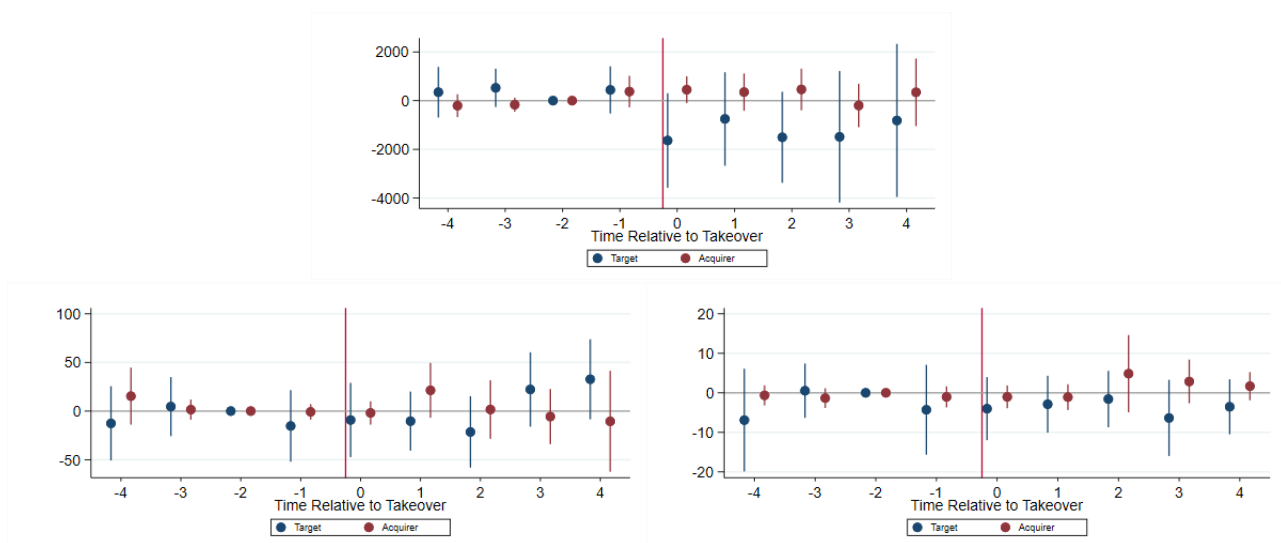 2000
0
-2000
-4000
-4 -3 -2 -1 0 1 2 3 4
Time Relative to Takeover
Target Acquirer
100
50
0
-50
-4 -3 -2 -1 0 1 2 3 4
Time Relative to Takeover
Target Acquirer
20
10
0
-10
-20
-4 -3 -2 -1 0 1 2 3 4
Time Relative to Takeover
Target Acquirer